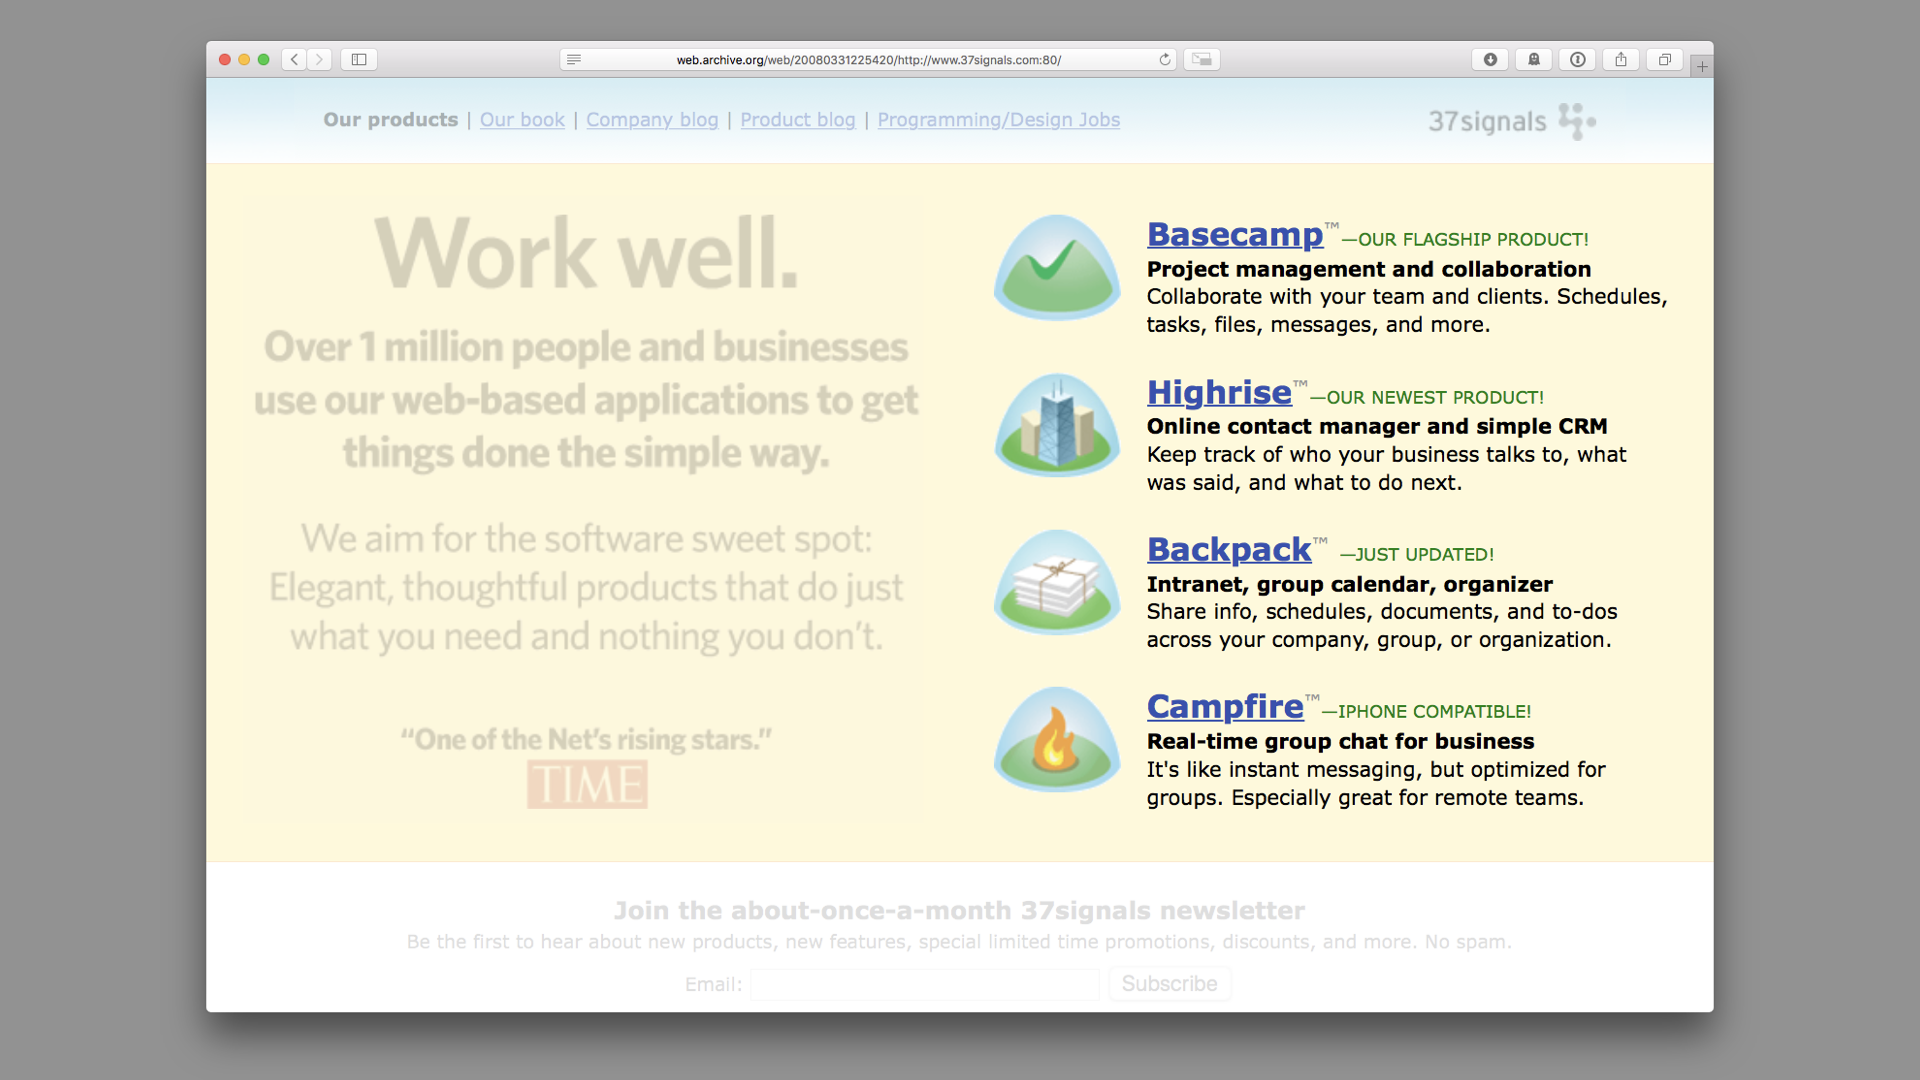 web.archive.org/web/20080331225420/http://www.37signals.com:80/
Our products | Our book | Company blog | Product blog | Programming/Design Jobs
37signals
Work well.
Over 1 million people and businesses
use our web-based applications to get
things done the simple way.
We aim for the software sweet spot:
Elegant, thoughtful products that do just
what you need and nothing you don't.
“One of the Net's rising stars.”
TIME
Basecamp™—OUR FLAGSHIP PRODUCT!
Project management and collaboration
Collaborate with your team and clients. Schedules,
tasks, files, messages, and more.
Highrise™—OUR NEWEST PRODUCT!
Online contact manager and simple CRM
Keep track of who your business talks to, what
was said, and what to do next.
Backpack™ —JUST UPDATED!
Intranet, group calendar, organizer
Share info, schedules, documents, and to-dos
across your company, group, or organization.
Campfire™—IPHONE COMPATIBLE!
Real-time group chat for business
It's like instant messaging, but optimized for
groups. Especially great for remote teams.
Join the about-once-a-month 37signals newsletter
Be the first to hear about new products, new features, special limited time promotions, discounts, and more. No spam.
Email: Subscribe